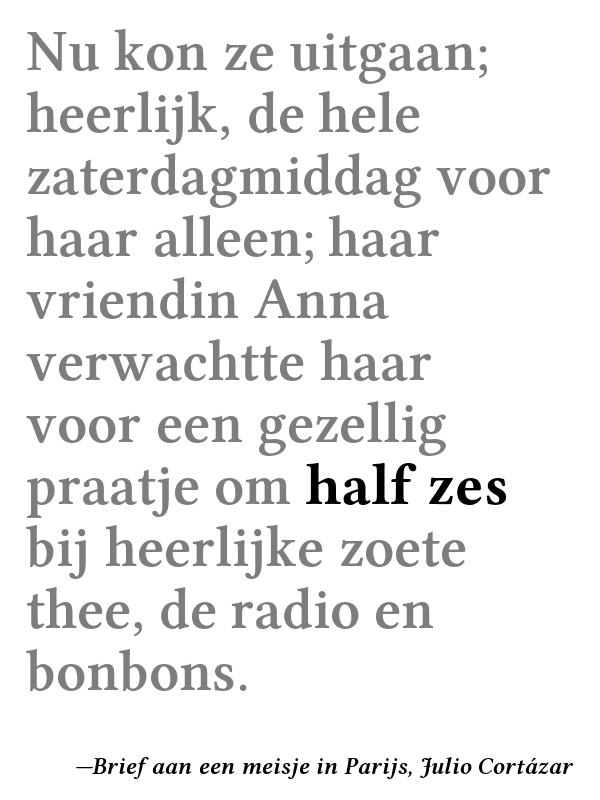 Nu kon ze uitgaan;
heerlijk, de hele
zaterdagmiddag voor
haar alleen; haar
vriendin Anna
verwachtte haar
voor een gezellig
praatje om half zes
bij heerlijke zoete
thee, de radio en
bonbons.
—Brief aan een meisje in Parijs, Julio Cortázar